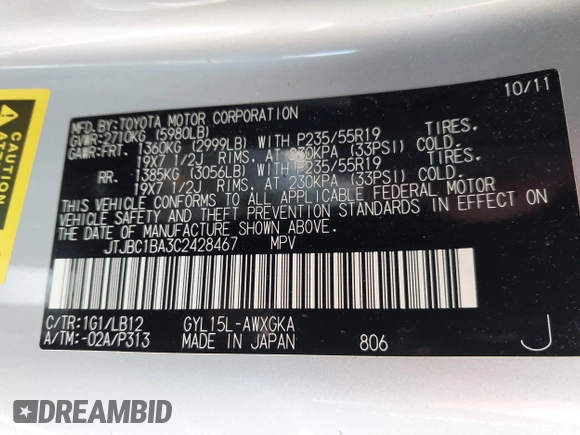 10/11
MFD.BY:TOYOTA MOTOR CORPORATION
GVWR:2710KG (5980LB)
GAWR:FRT. 1360KG (2999LB) WITH P235/55R19
19X7 1/2J RIMS. AT 230KPA (33PSI) COLD
RR. 1385KG (3056LB) WITH P235/55R19
19X7 1/2J RIMS. AT 230KPA (33PSI) COLD
THIS VEHICLE CONFORMS TO ALL APPLICABLE FEDERAL MOTOR
VEHICLE SAFETY AND THEFT PREVENTION STANDARDS IN EFFECT ON
THE DATE OF MANUFACTURE SHOWN ABOVE.
JTJBC1BA3C2428467 MPV
C/TR:1G1/LB12 GYL15L-AWXGKA
A/TM:-02A/P313 MADE IN JAPAN 806 J
CAUTION
DREAMBID